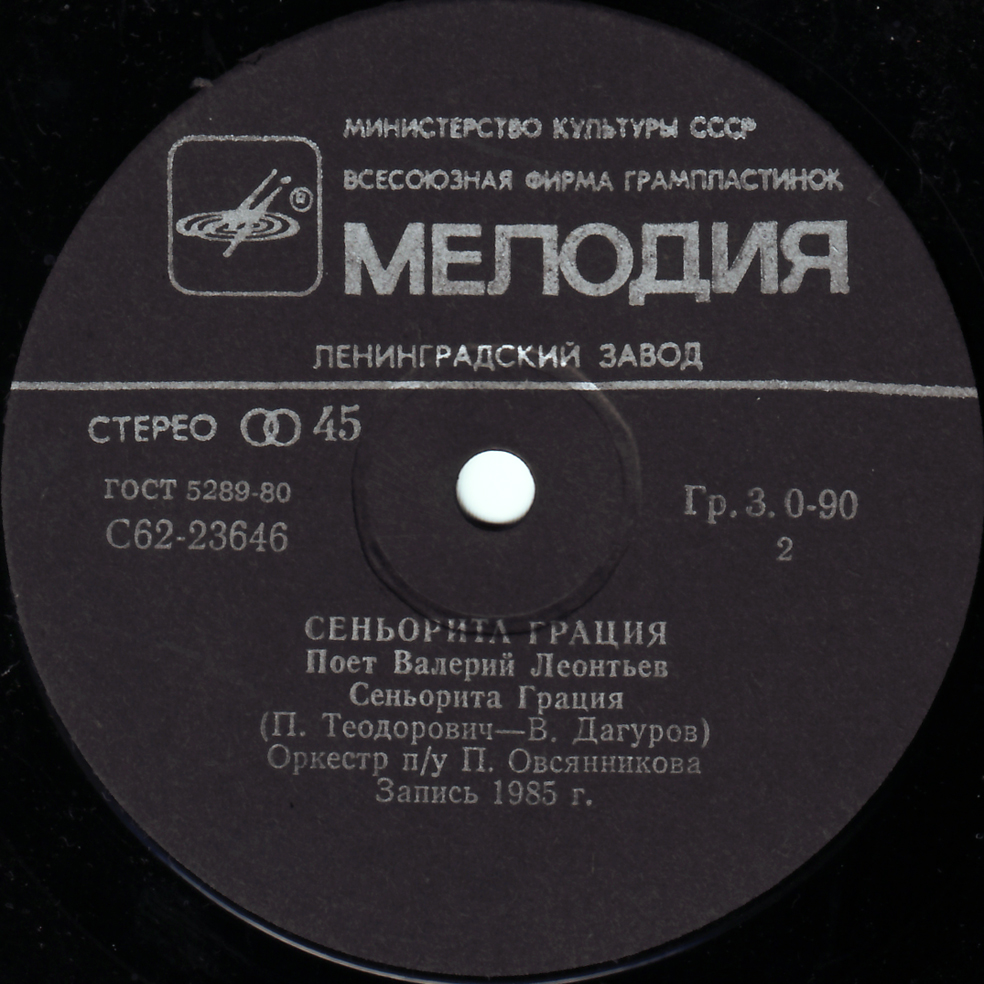 МИНИСТЕРСТВО КУЛЬТУРЫ СССР
ВСЕСОЮЗНАЯ ФИРМА ГРАМПЛАСТИНОК
МЕЛОДИЯ
ЛЕНИНГРАДСКИЙ ЗАВОД
СТЕРЕО 45
ГОСТ 5289-80
С62-23646
Гр. 3. 0-90
2
СЕНЬОРИТА ГРАЦИЯ
Поет Валерий Леонтьев
Сеньорита Грация
(П. Теодорович—В. Дагуров)
Оркестр п/у П. Овсянникова
Запись 1985 г.